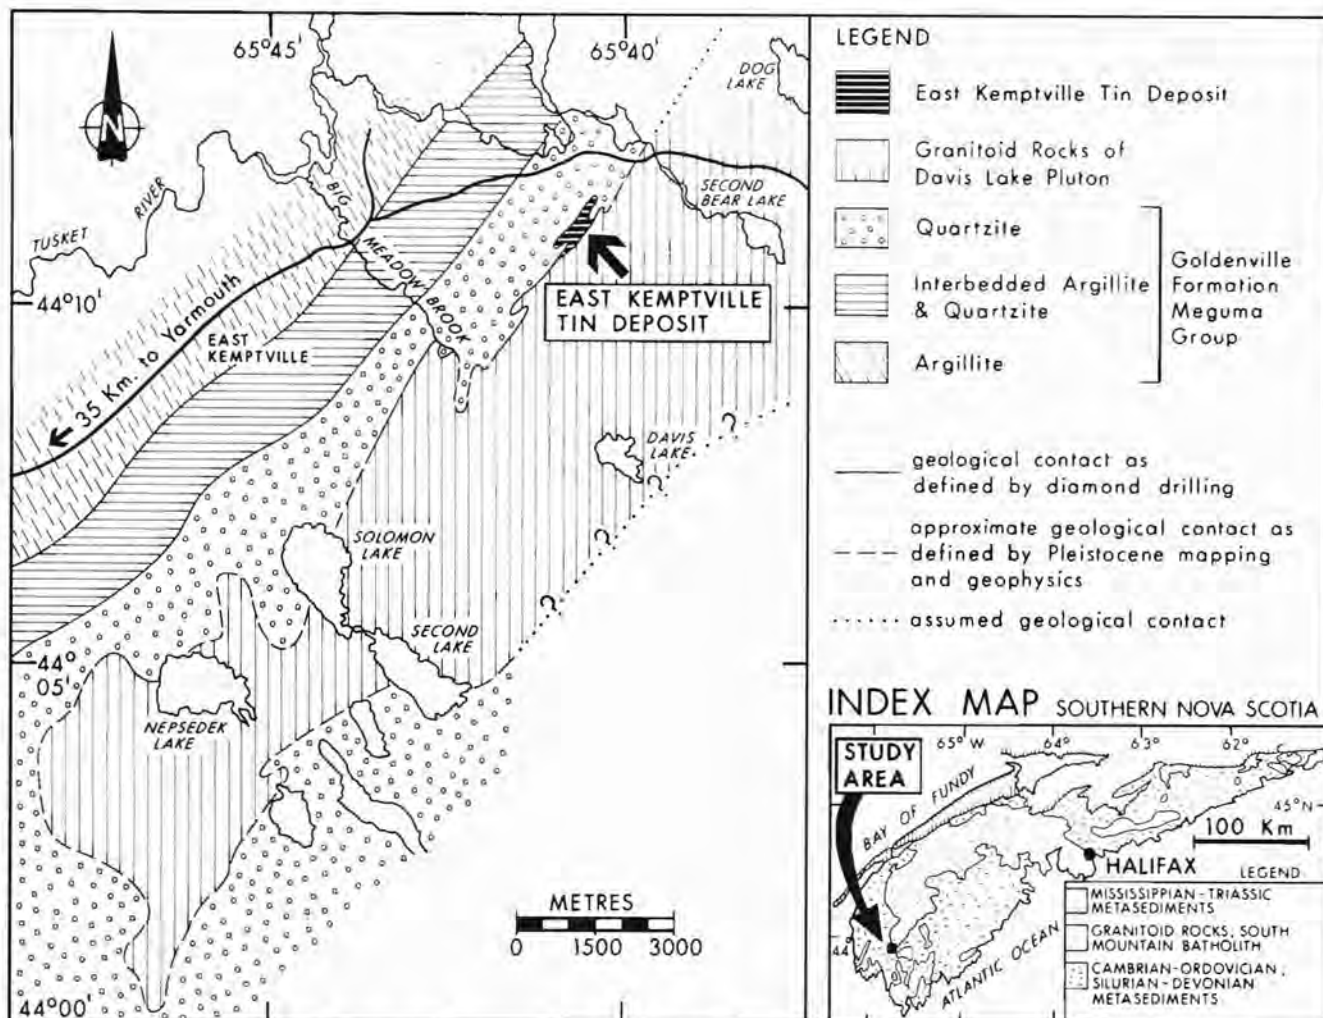 65°45'
65°40'
N
DOG
LAKE
TUSKET
RIVER
BIG
MEADOW BROOK
SECOND
BEAR LAKE
44°10'
35 Km. to Yarmouth
EAST
KEMPTVILLE
EAST KEMPTVILLE
TIN DEPOSIT
?
DAVIS
LAKE
?
?
?
SOLOMON
LAKE
SECOND
LAKE
44°
05'
NEPSEDEK
LAKE
METRES
0 1500 3000
44°00'
LEGEND
East Kemptville Tin Deposit
Granitoid Rocks of
Davis Lake Pluton
Quartzite
Interbedded Argillite
& Quartzite
Argillite
Goldenville
Formation
Meguma
Group
geological contact as
defined by diamond drilling
approximate geological contact as
defined by Pleistocene mapping
and geophysics
assumed geological contact
INDEX MAP SOUTHERN NOVA SCOTIA
STUDY
AREA
65°W
64°
63°
62°
BAY OF FUNDY
45°N
100 Km
HALIFAX
44°
ATLANTIC OCEAN
LEGEND
MISSISSIPPIAN-TRIASSIC
METASEDIMENTS
GRANITOID ROCKS, SOUTH
MOUNTAIN BATHOLITH
CAMBRIAN-ORDOVICIAN,
SILURIAN-DEVONIAN
METASEDIMENTS